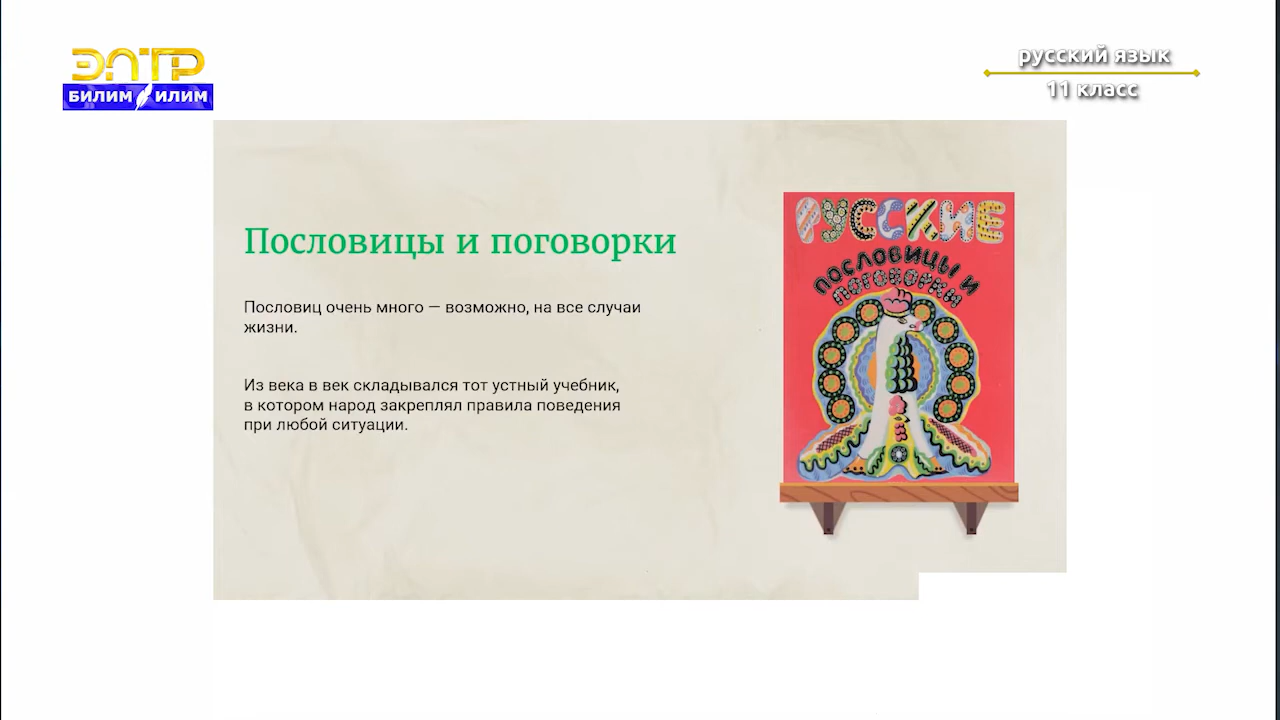 ЭЛТР
БИЛИМ ИЛИМ
русский язык
11 класс
Пословицы и поговорки
Пословиц очень много — возможно, на все случаи
жизни.
Из века в век складывался тот устный учебник,
в котором народ закреплял правила поведения
при любой ситуации.
РУССКИЕ
ПОСЛОВИЦЫ И
ПОГОВОРКИ